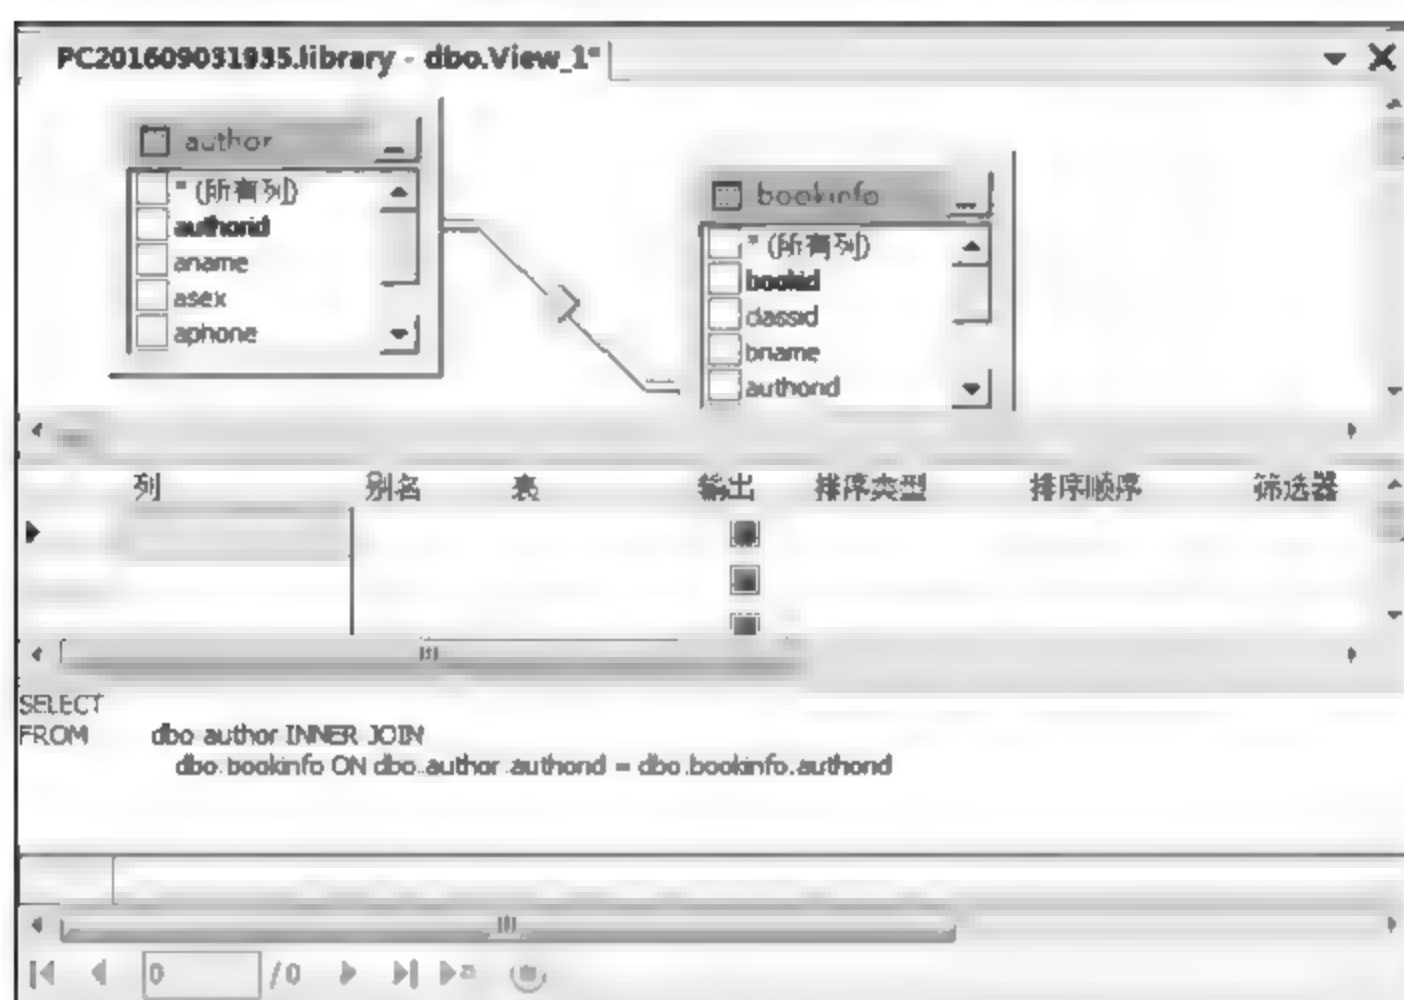 PC201609031935.library - dbo.View_1*
author
* (所有列)
authorid
aname
asex
aphone
bookinfo
* (所有列)
bookid
classid
bname
authorid
列 别名 表 输出 排序类型 排序顺序 筛选器
SELECT
FROM dbo.author INNER JOIN
dbo.bookinfo ON dbo.author.authorid = dbo.bookinfo.authorid
0 / 0